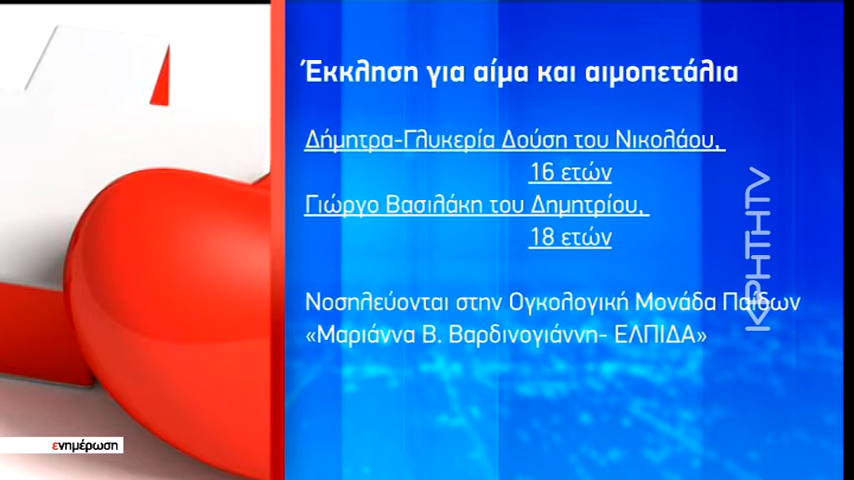 Έκκληση για αίμα και αιμοπετάλια
Δήμητρα-Γλυκερία Δούση του Νικολάου,
16 ετών
Γιώργο Βασιλάκη του Δημητρίου,
18 ετών
Νοσηλεύονται στην Ογκολογική Μονάδα Παίδων
«Μαριάννα Β. Βαρδινογιάννη- ΕΛΠΙΔΑ»
ΚΡΗΤΗTV
ενημέρωση